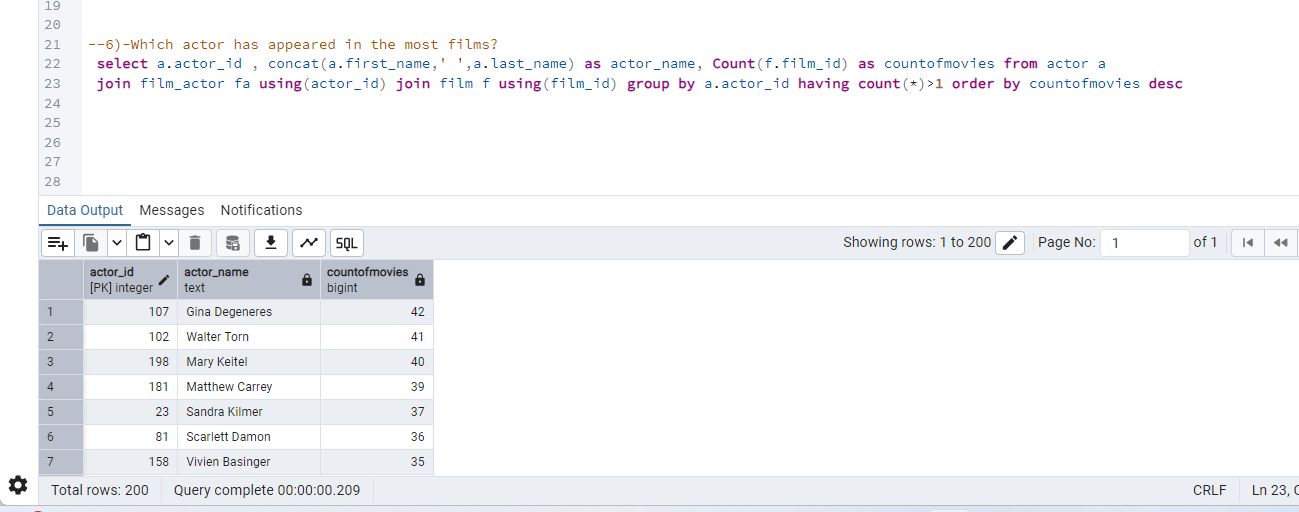 19
20
21 --6)-Which actor has appeared in the most films?
22 select a.actor_id , concat(a.first_name,' ',a.last_name) as actor_name, Count(f.film_id) as countofmovies from actor a
23 join film_actor fa using(actor_id) join film f using(film_id) group by a.actor_id having count(*)>1 order by countofmovies desc
24
25
26
27
28
Data Output Messages Notifications
SQL Showing rows: 1 to 200 Page No: 1 of 1
actor_id actor_name countofmovies
[PK] integer text bigint
1 107 Gina Degeneres 42
2 102 Walter Torn 41
3 198 Mary Keitel 40
4 181 Matthew Carrey 39
5 23 Sandra Kilmer 37
6 81 Scarlett Damon 36
7 158 Vivien Basinger 35
Total rows: 200 Query complete 00:00:00.209 CRLF Ln 23,